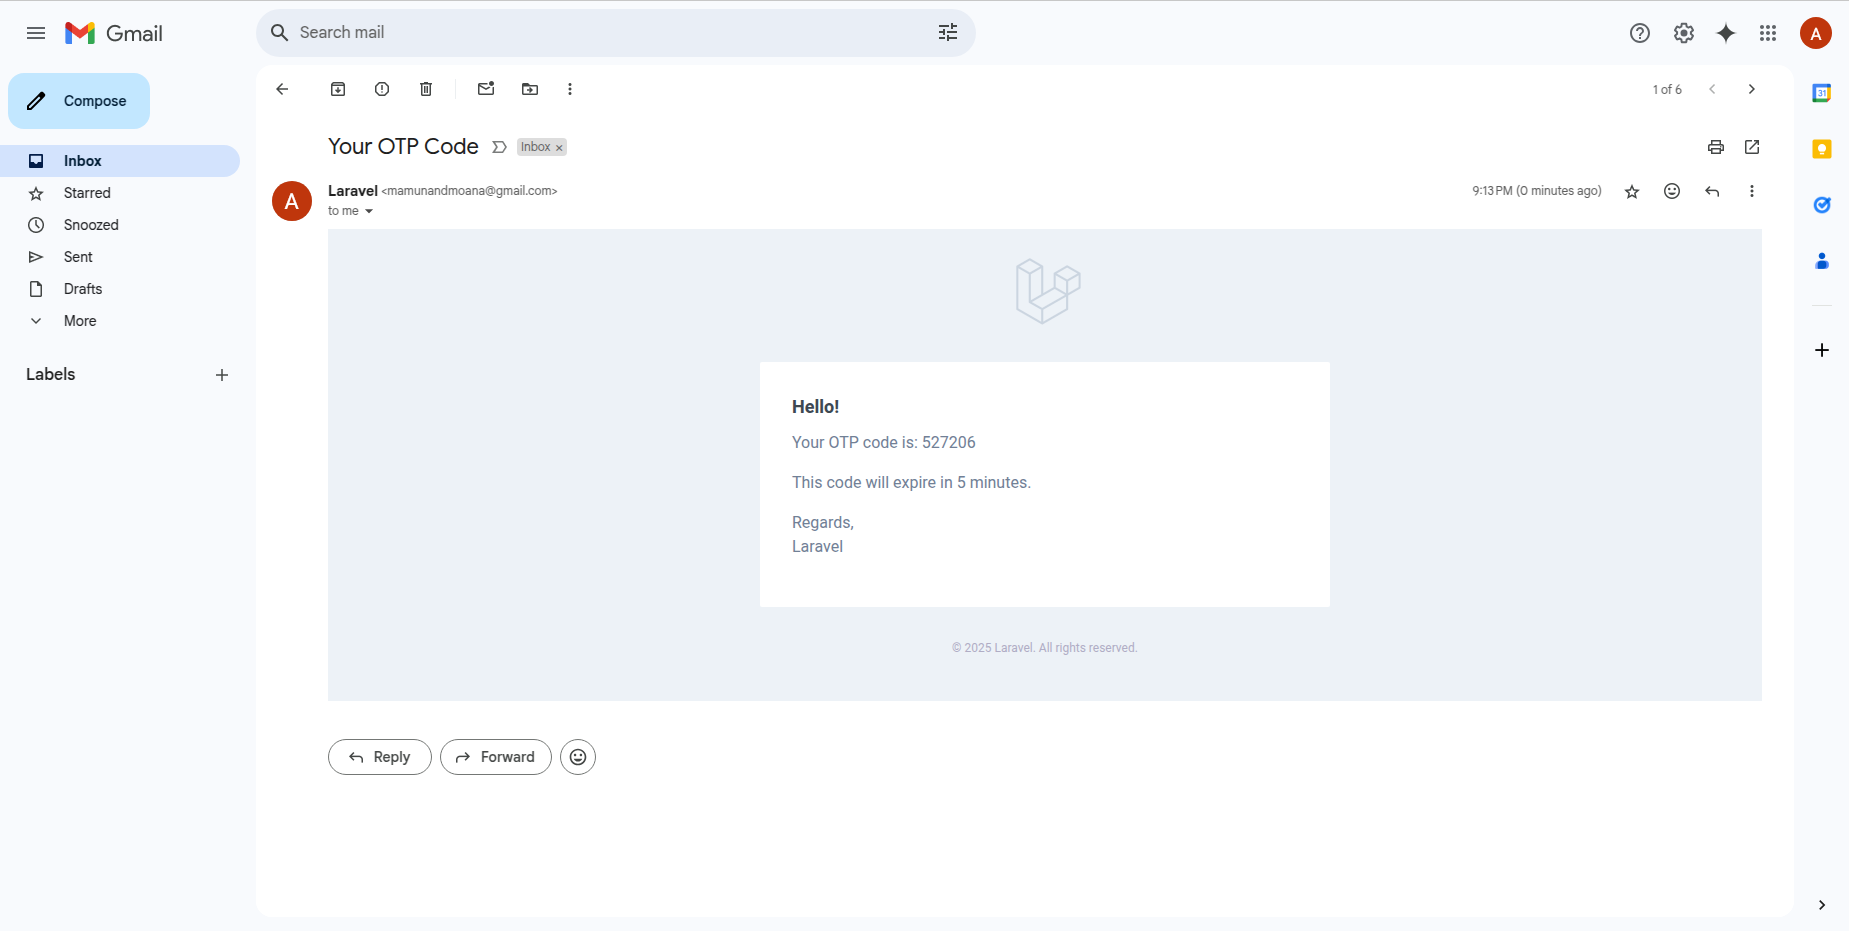 Gmail
Search mail
A
Compose
1 of 6
31
Inbox
Starred
Snoozed
Sent
Drafts
More
Labels
Your OTP Code
Inbox ×
A
Laravel <mamunandmoana@gmail.com>
9:13 PM (0 minutes ago)
to me
Hello!
Your OTP code is: 527206
This code will expire in 5 minutes.
Regards,
Laravel
© 2025 Laravel. All rights reserved.
Reply
Forward